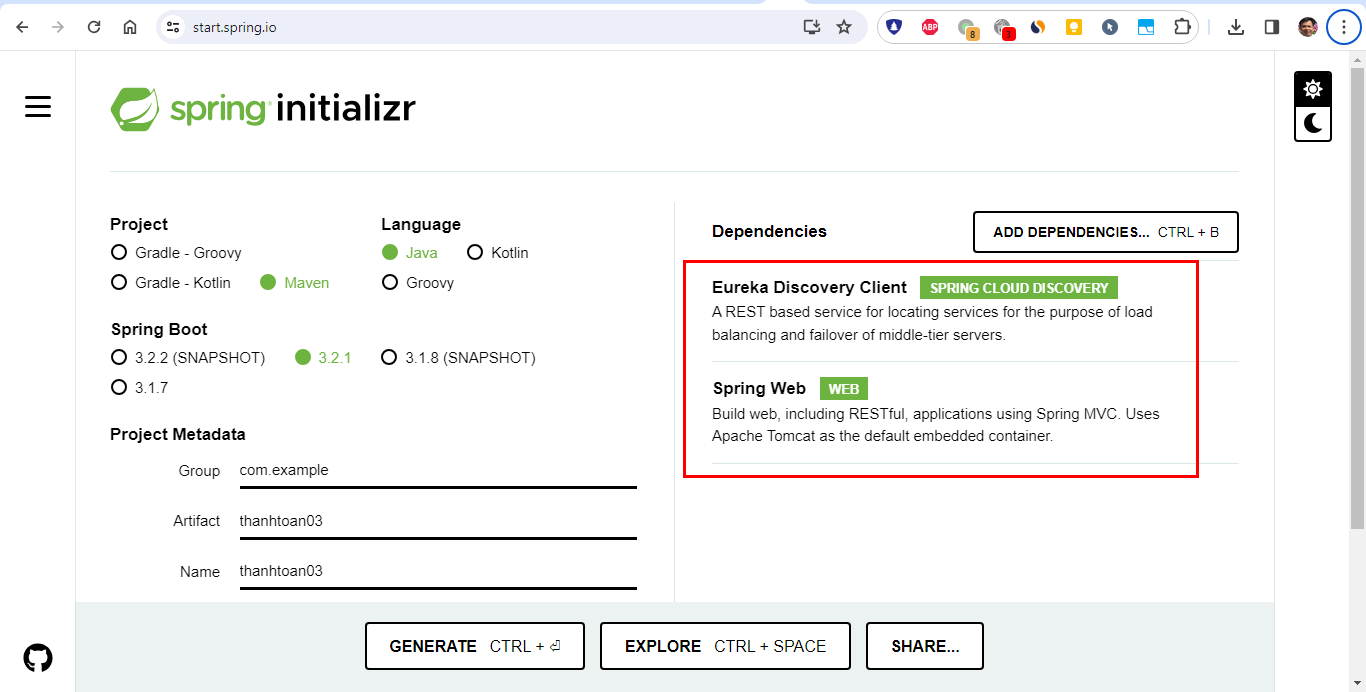 start.spring.io
ABP
8
spring initializr
Project
Gradle - Groovy
Gradle - Kotlin
Maven
Language
Java
Kotlin
Groovy
Spring Boot
3.2.2 (SNAPSHOT)
3.2.1
3.1.8 (SNAPSHOT)
3.1.7
Project Metadata
Group com.example
Artifact thanhtoan03
Name thanhtoan03
Dependencies
ADD DEPENDENCIES... CTRL + B
Eureka Discovery Client SPRING CLOUD DISCOVERY
A REST based service for locating services for the purpose of load
balancing and failover of middle-tier servers.
Spring Web WEB
Build web, including RESTful, applications using Spring MVC. Uses
Apache Tomcat as the default embedded container.
GENERATE CTRL + ⏎
EXPLORE CTRL + SPACE
SHARE...